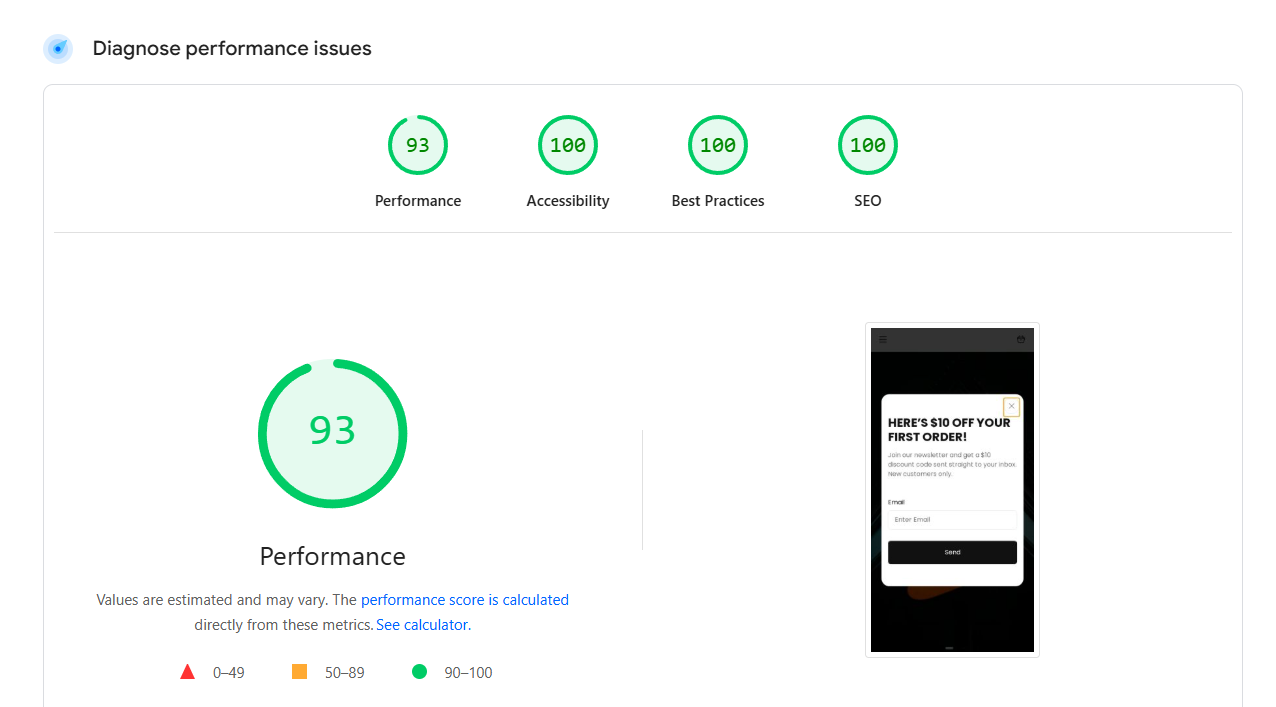 Diagnose performance issues
93
100
100
100
Performance
Accessibility
Best Practices
SEO
93
Performance
Values are estimated and may vary. The performance score is calculated
directly from these metrics. See calculator.
0–49
50–89
90–100
HERE’S $10 OFF YOUR
FIRST ORDER!
Join our newsletter and get a $10
discount code sent straight to your inbox.
New customers only.
Email
Enter Email
Send